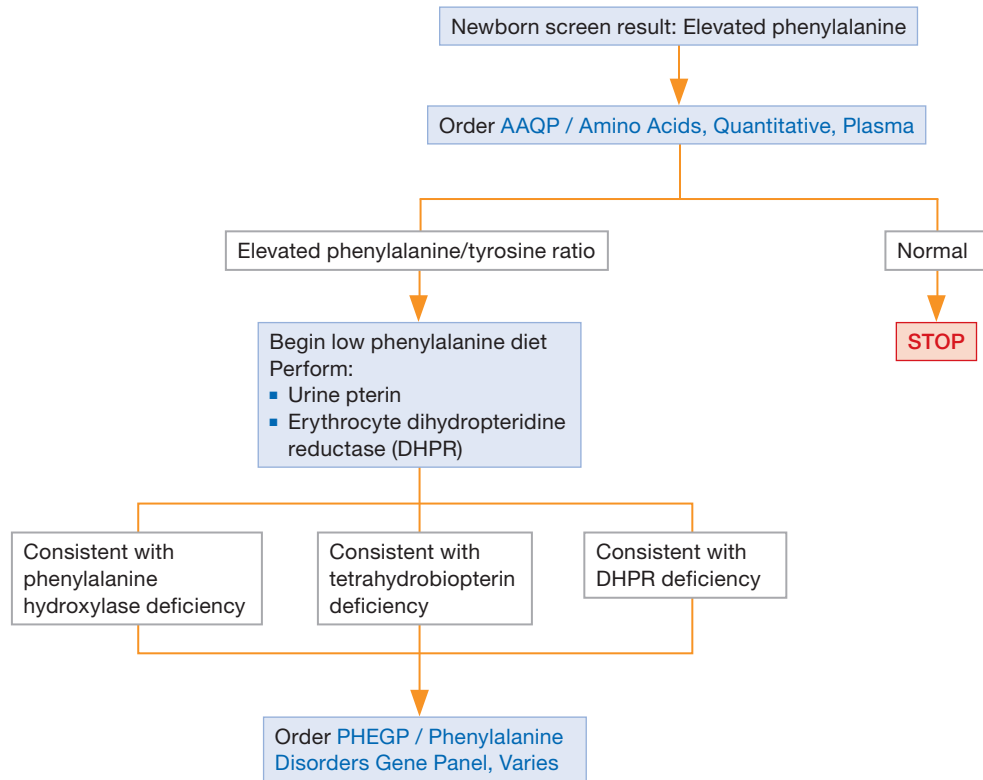 Newborn screen result: Elevated phenylalanine
Order AAQP / Amino Acids, Quantitative, Plasma
Elevated phenylalanine/tyrosine ratio
Normal
STOP
Begin low phenylalanine diet
Perform:
▪ Urine pterin
▪ Erythrocyte dihydropteridine
reductase (DHPR)
Consistent with
phenylalanine
hydroxylase deficiency
Consistent with
tetrahydrobiopterin
deficiency
Consistent with
DHPR deficiency
Order PHEGP / Phenylalanine
Disorders Gene Panel, Varies